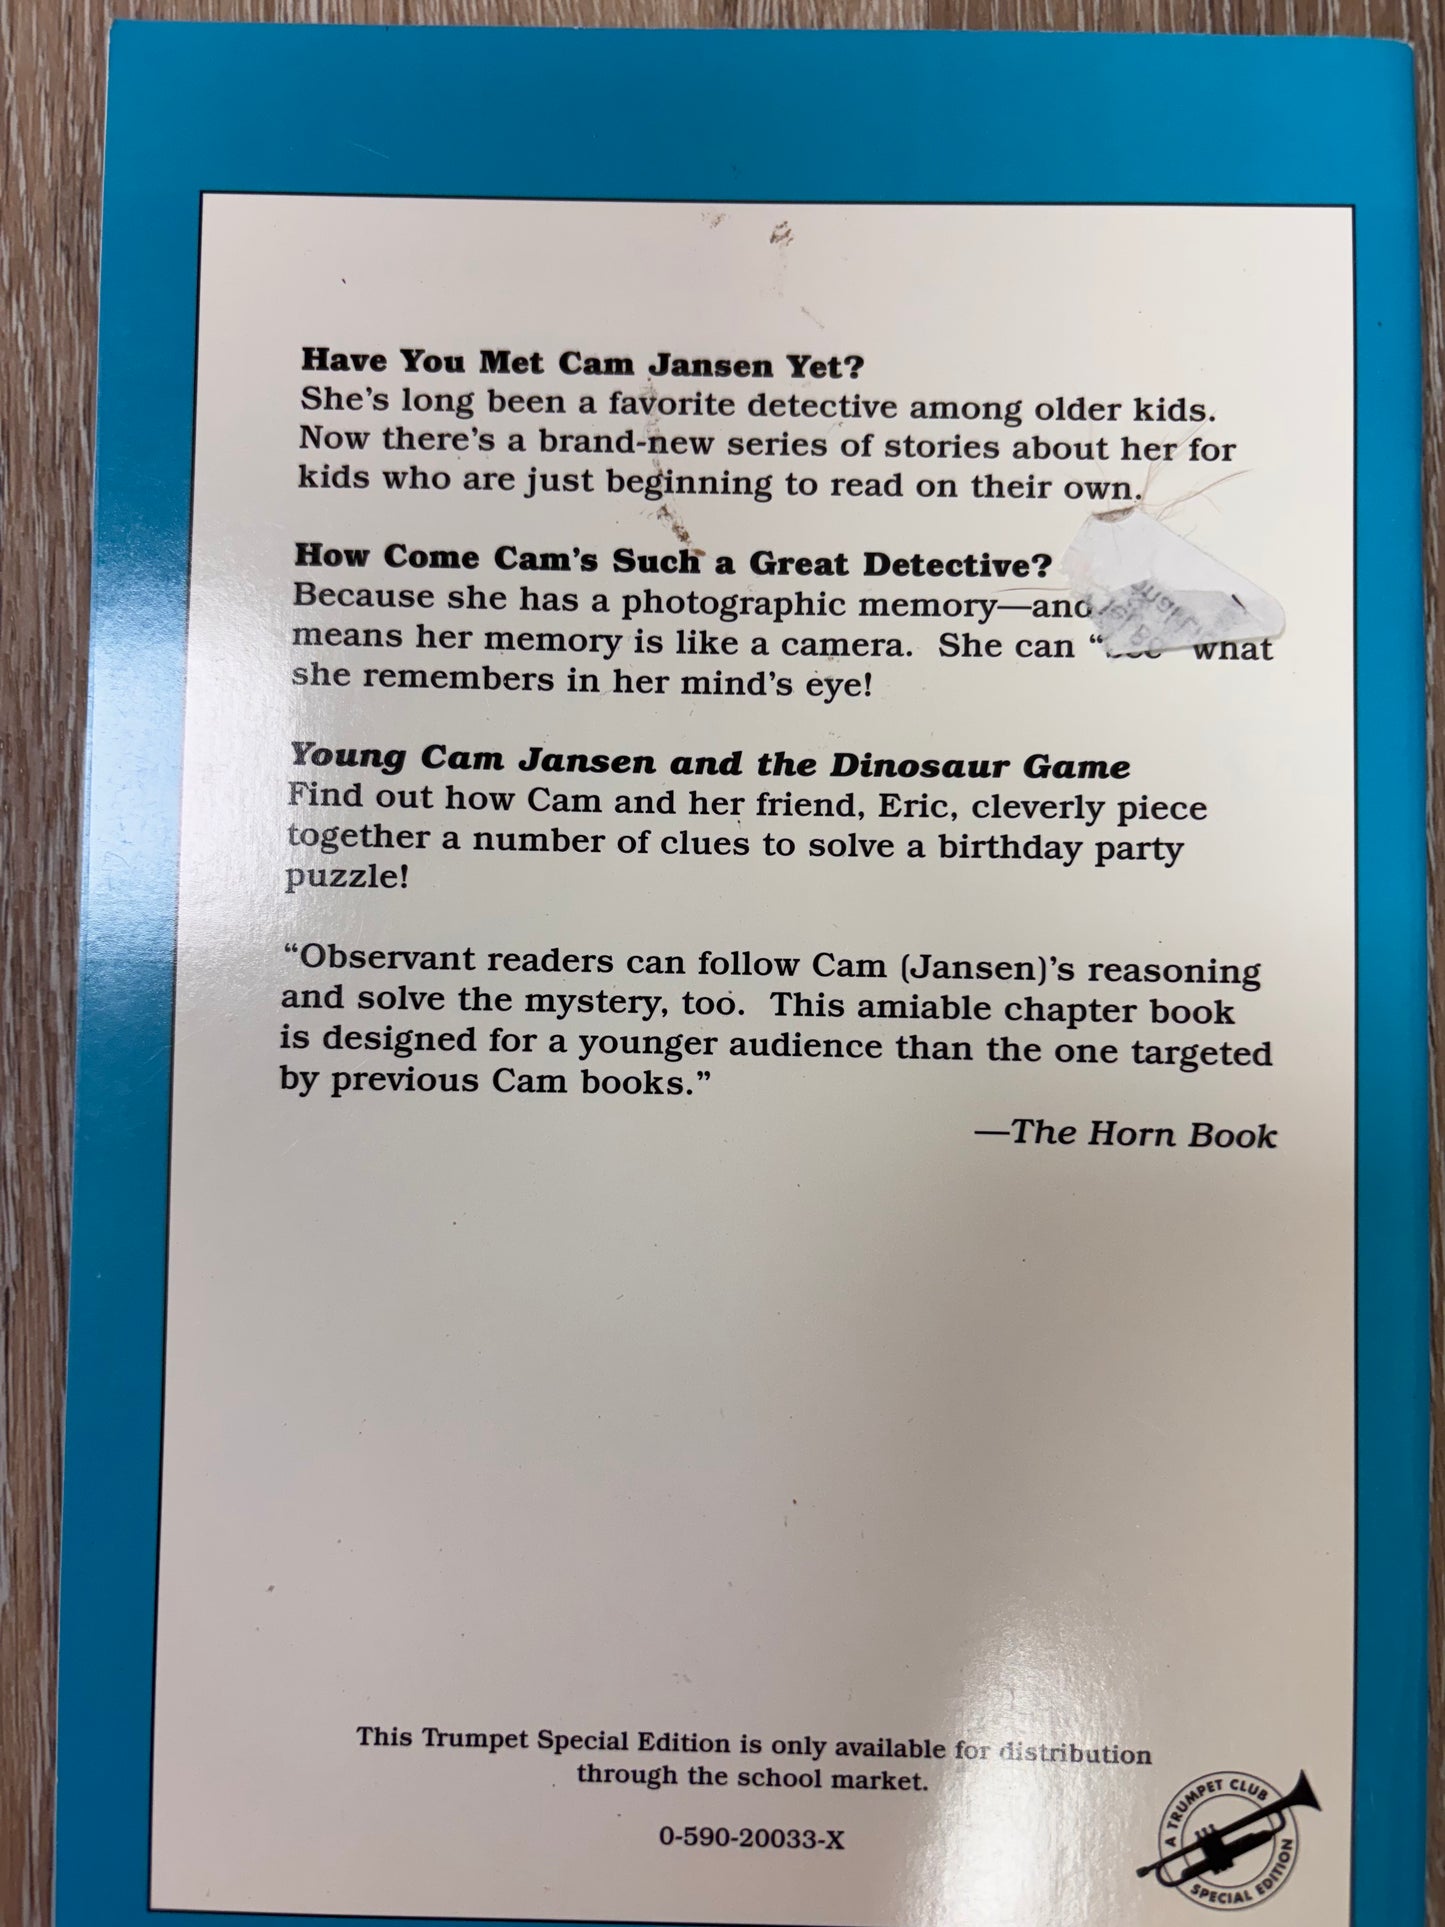 Have You Met Cam Jansen Yet?
She's long been a favorite detective among older kids.
Now there's a brand-new series of stories about her for
kids who are just beginning to read on their own.
How Come Cam's Such a Great Detective?
Because she has a photographic memory—and
means her memory is like a camera. She can “ what
she remembers in her mind's eye!
Young Cam Jansen and the Dinosaur Game
Find out how Cam and her friend, Eric, cleverly piece
together a number of clues to solve a birthday party
puzzle!
“Observant readers can follow Cam (Jansen)'s reasoning
and solve the mystery, too. This amiable chapter book
is designed for a younger audience than the one targeted
by previous Cam books.”
—The Horn Book
This Trumpet Special Edition is only available for distribution
through the school market.
0-590-20033-X
A TRUMPET CLUB
SPECIAL EDITION